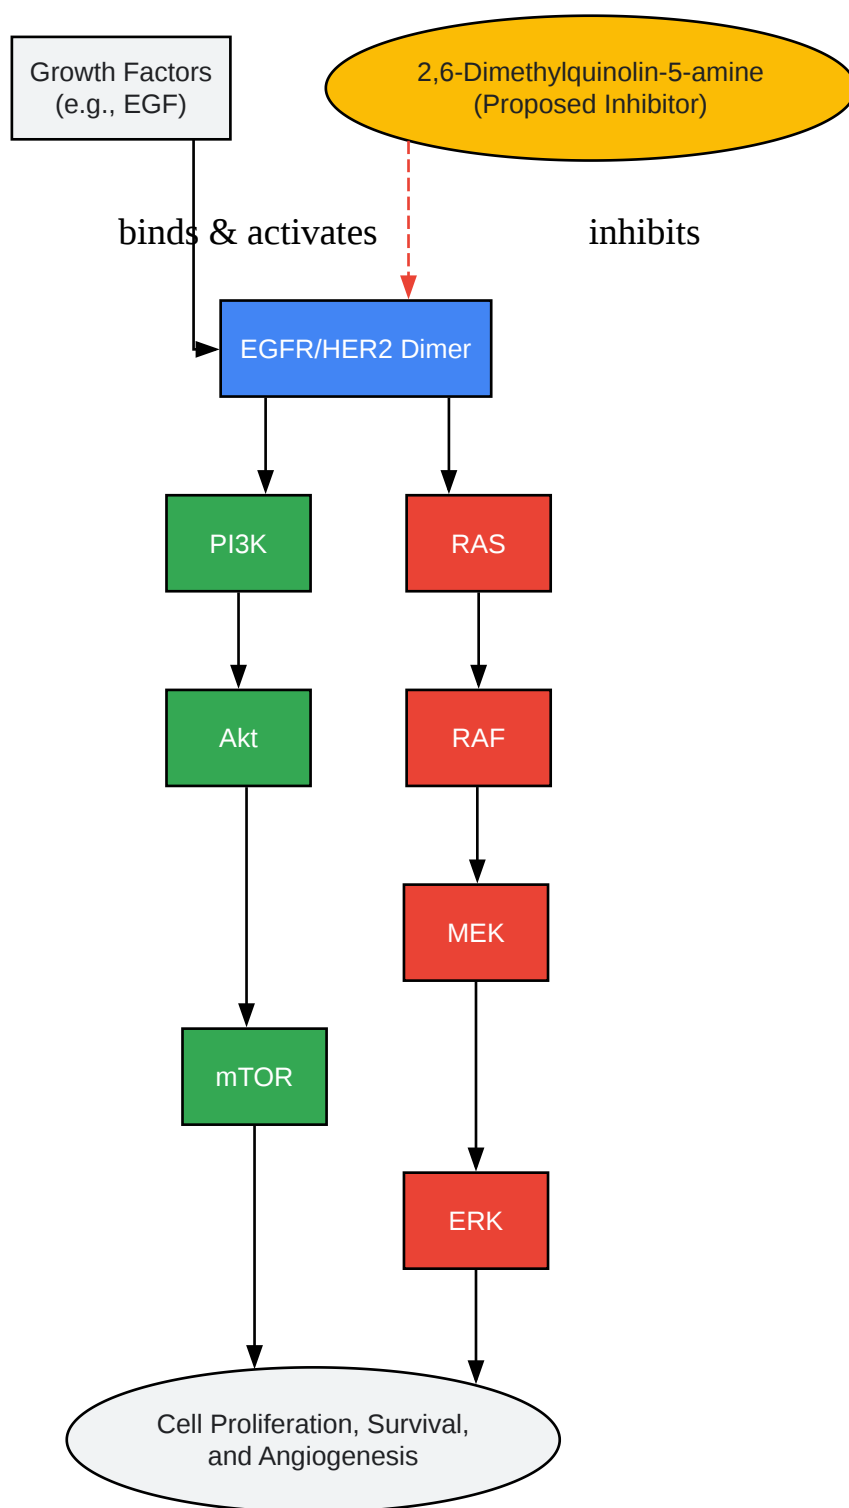 Growth Factors
(e.g., EGF)
2,6-Dimethylquinolin-5-amine
(Proposed Inhibitor)
binds & activates
inhibits
EGFR/HER2 Dimer
PI3K
RAS
Akt
RAF
MEK
mTOR
ERK
Cell Proliferation, Survival,
and Angiogenesis